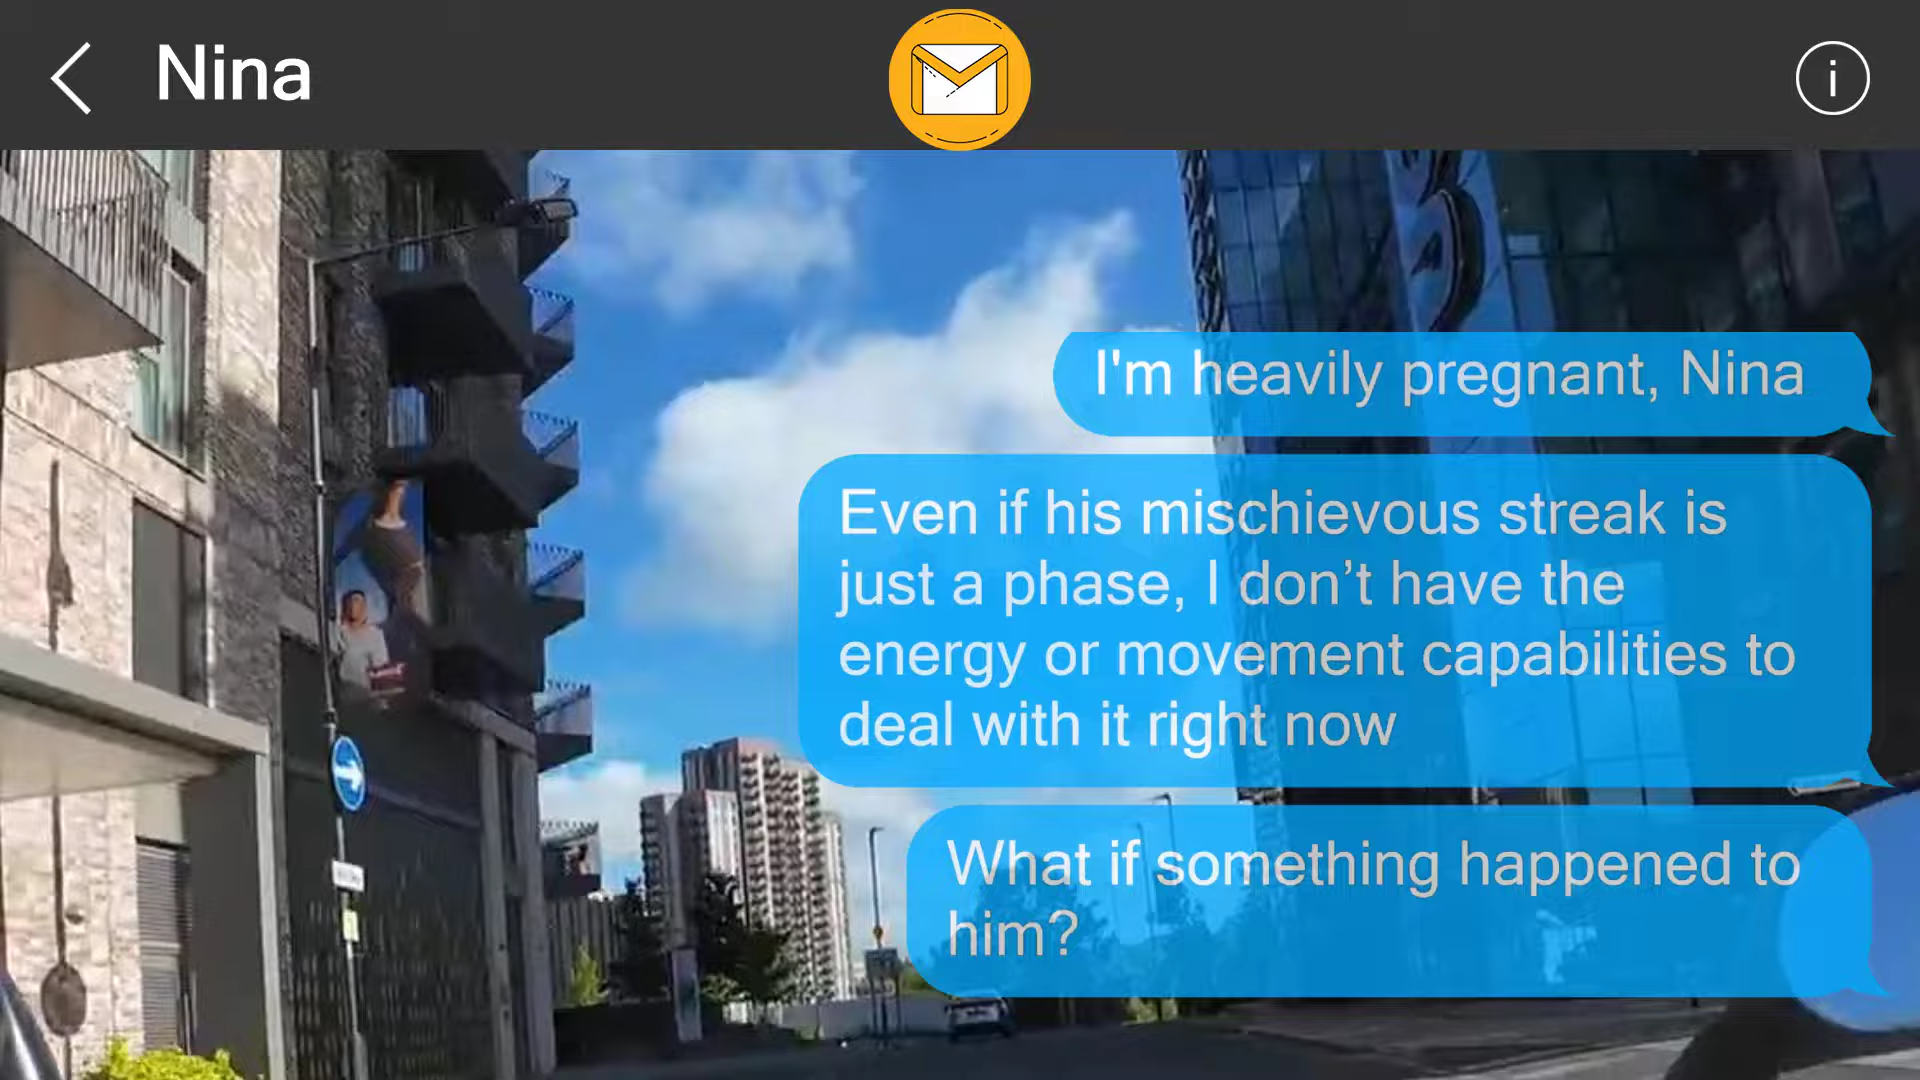 Nina
i
I'm heavily pregnant, Nina
Even if his mischievous streak is
just a phase, I don’t have the
energy or movement capabilities to
deal with it right now
What if something happened to
him?